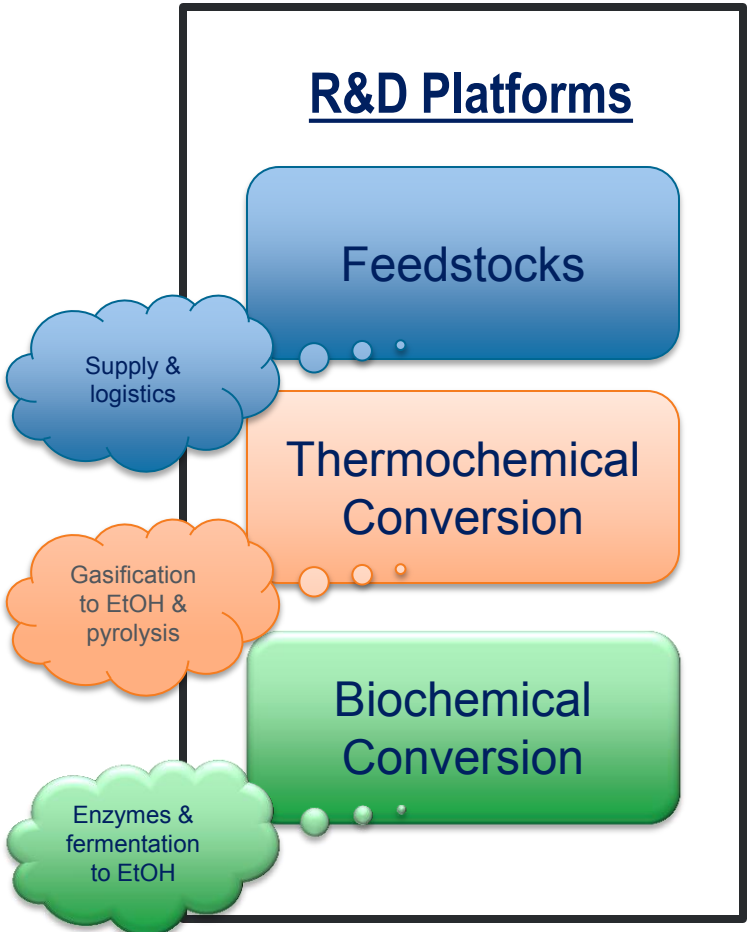 R&D Platforms
Feedstocks
Supply &
logistics
Thermochemical
Conversion
Gasification
to EtOH &
pyrolysis
Biochemical
Conversion
Enzymes &
fermentation
to EtOH